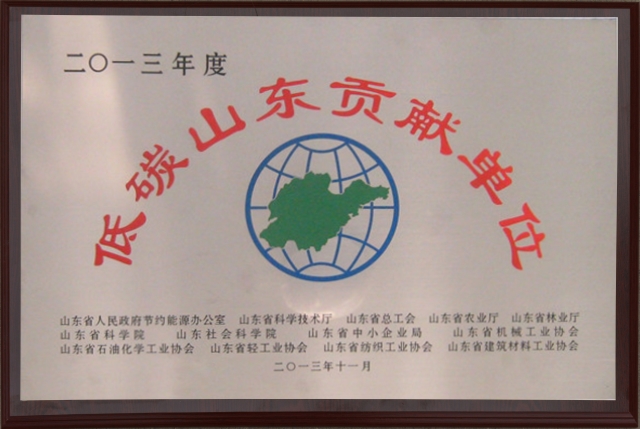 二〇一三年度
低碳山东贡献单位
山东省人民政府节约能源办公室 山东省科学技术厅 山东省总工会 山东省农业厅 山东省林业厅
山东省科学院 山东社会科学院 山东省中小企业局 山东省机械工业协会
山东省石油化学工业协会 山东省轻工业协会 山东省纺织工业协会 山东省建筑材料工业协会
二〇一三年十一月